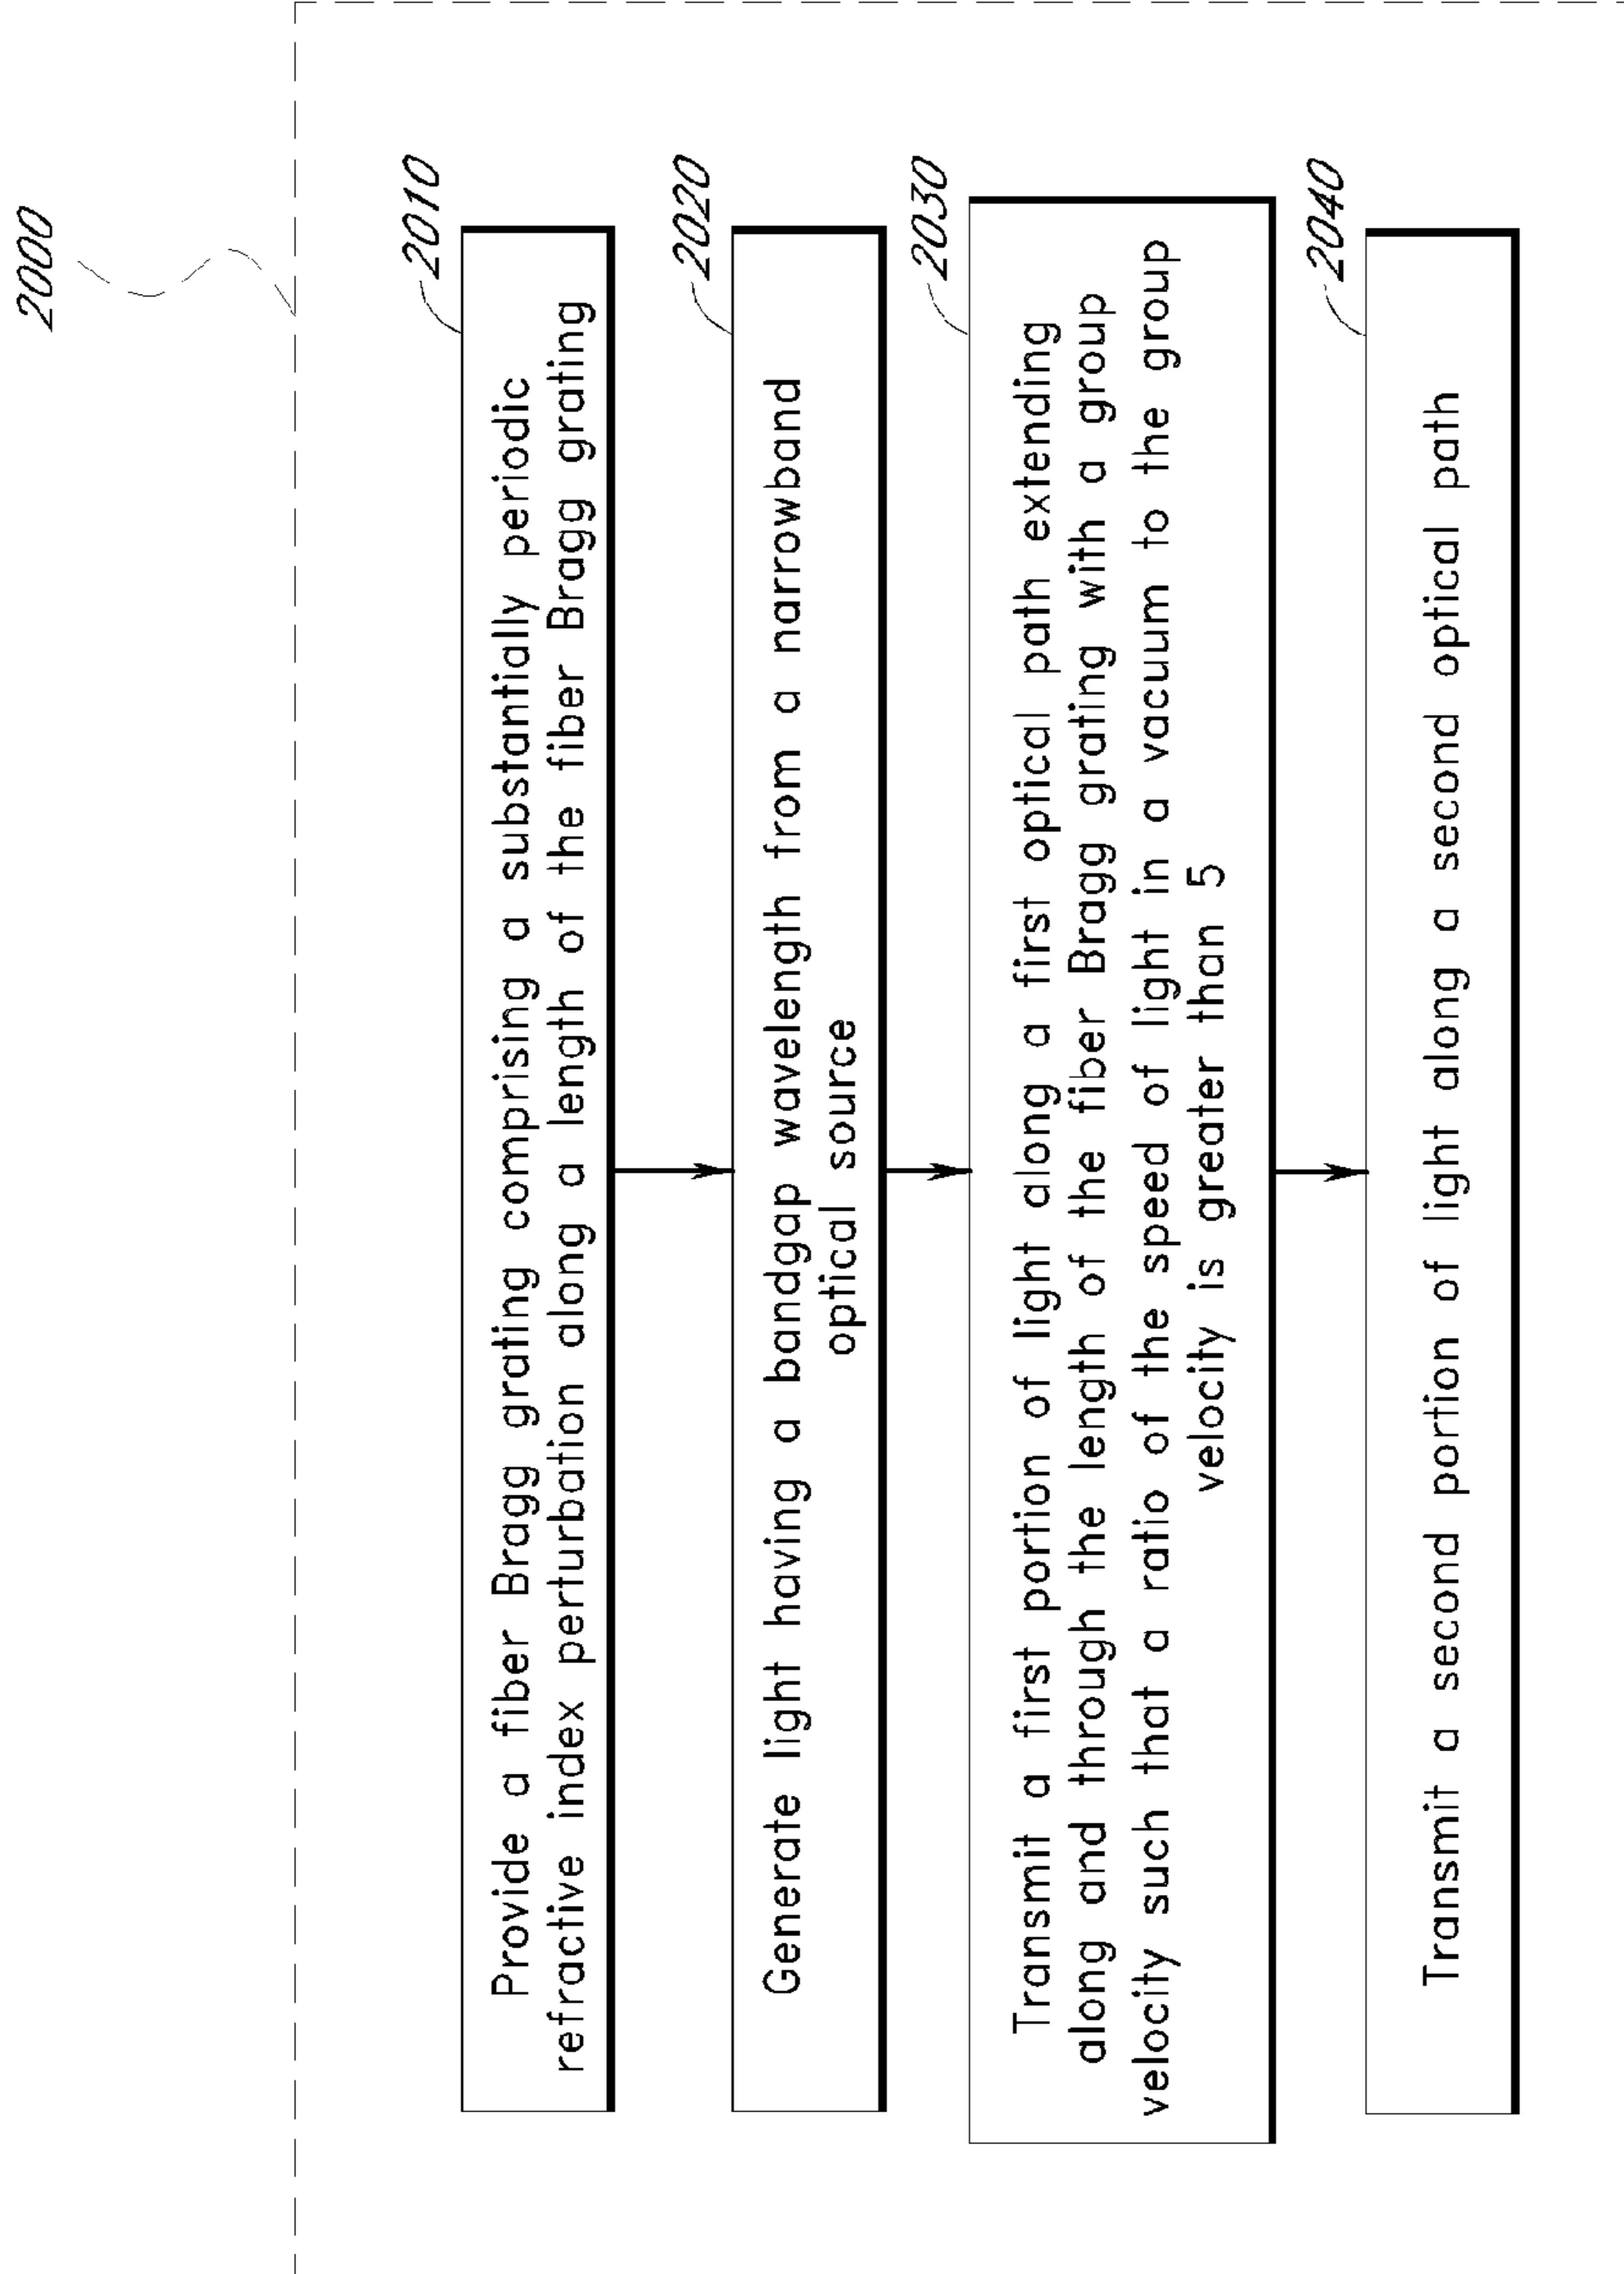 2000
2010
Provide a fiber Bragg grating comprising a substantially periodic
refractive index perturbation along a length of the fiber Bragg grating
2020
Generate light having a bandgap wavelength from a narrowband
optical source
2030
Transmit a first portion of light along a first optical path extending
along and through the length of the fiber Bragg grating with a group
velocity such that a ratio of the speed of light in a vacuum to the group
velocity is greater than 5
2040
Transmit a second portion of light along a second optical path